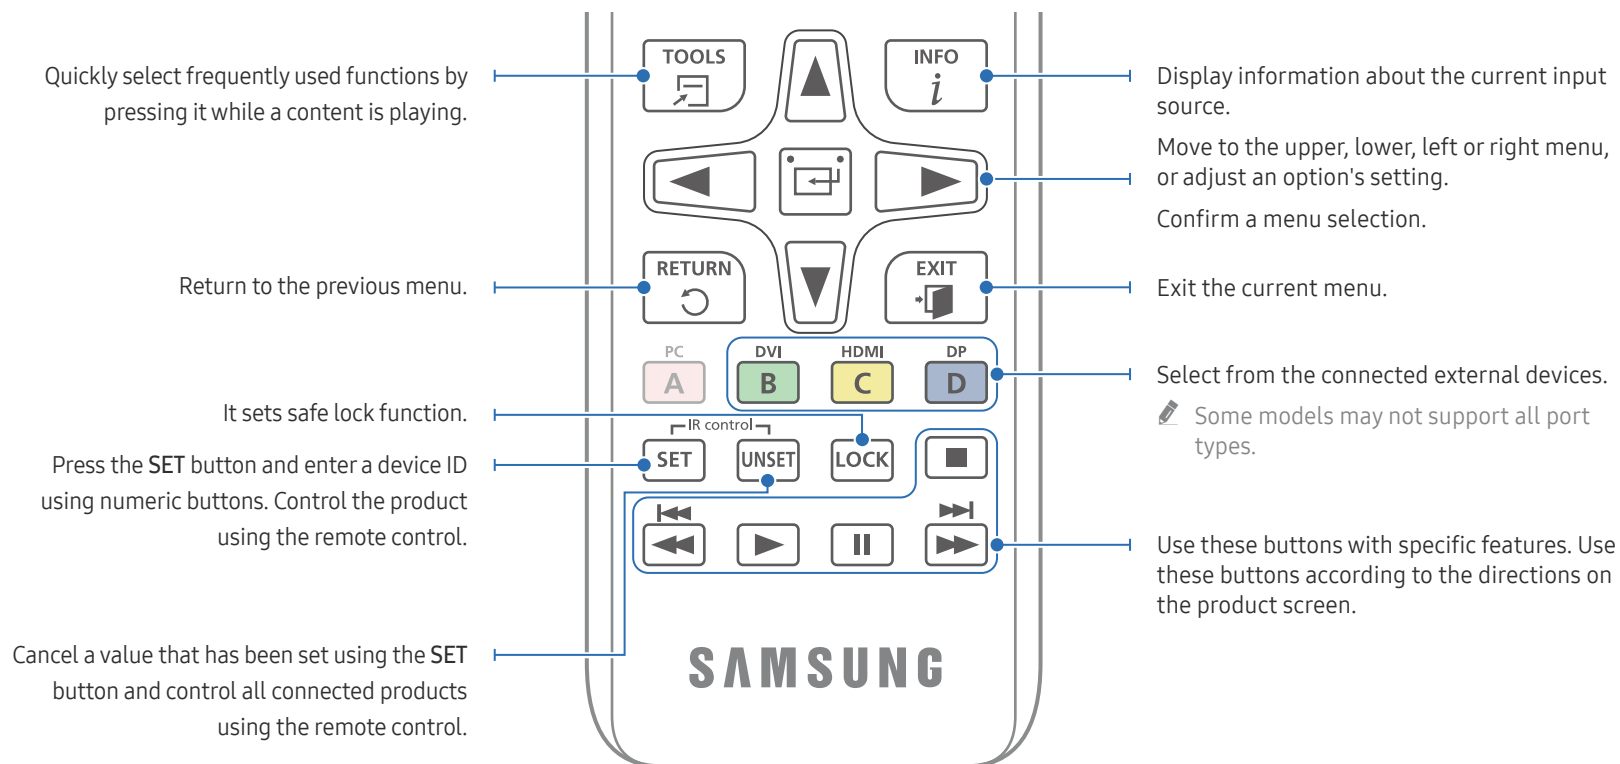 TOOLS
INFO
Quickly select frequently used functions by
pressing it while a content is playing.
Display information about the current input
source.
Move to the upper, lower, left or right menu,
or adjust an option's setting.
Confirm a menu selection.
RETURN
EXIT
Return to the previous menu.
Exit the current menu.
PC
DVI
HDMI
DP
A
B
C
D
Select from the connected external devices.
Some models may not support all port
types.
It sets safe lock function.
IR control
SET
UNSET
LOCK
Press the SET button and enter a device ID
using numeric buttons. Control the product
using the remote control.
Use these buttons with specific features. Use
these buttons according to the directions on
the product screen.
Cancel a value that has been set using the SET
button and control all connected products
using the remote control.
SAMSUNG